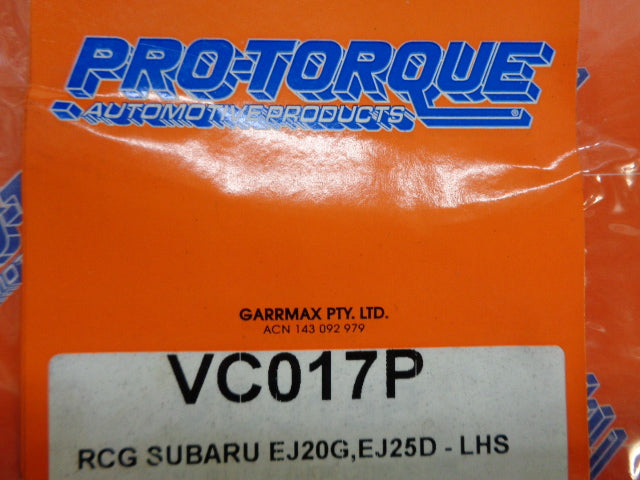 PRO-TORQUE
AUTOMOTIVE PRODUCTS
GARRMAX PTY. LTD.
ACN 143 092 979
VC017P
RCG SUBARU EJ20G,EJ25D - LHS